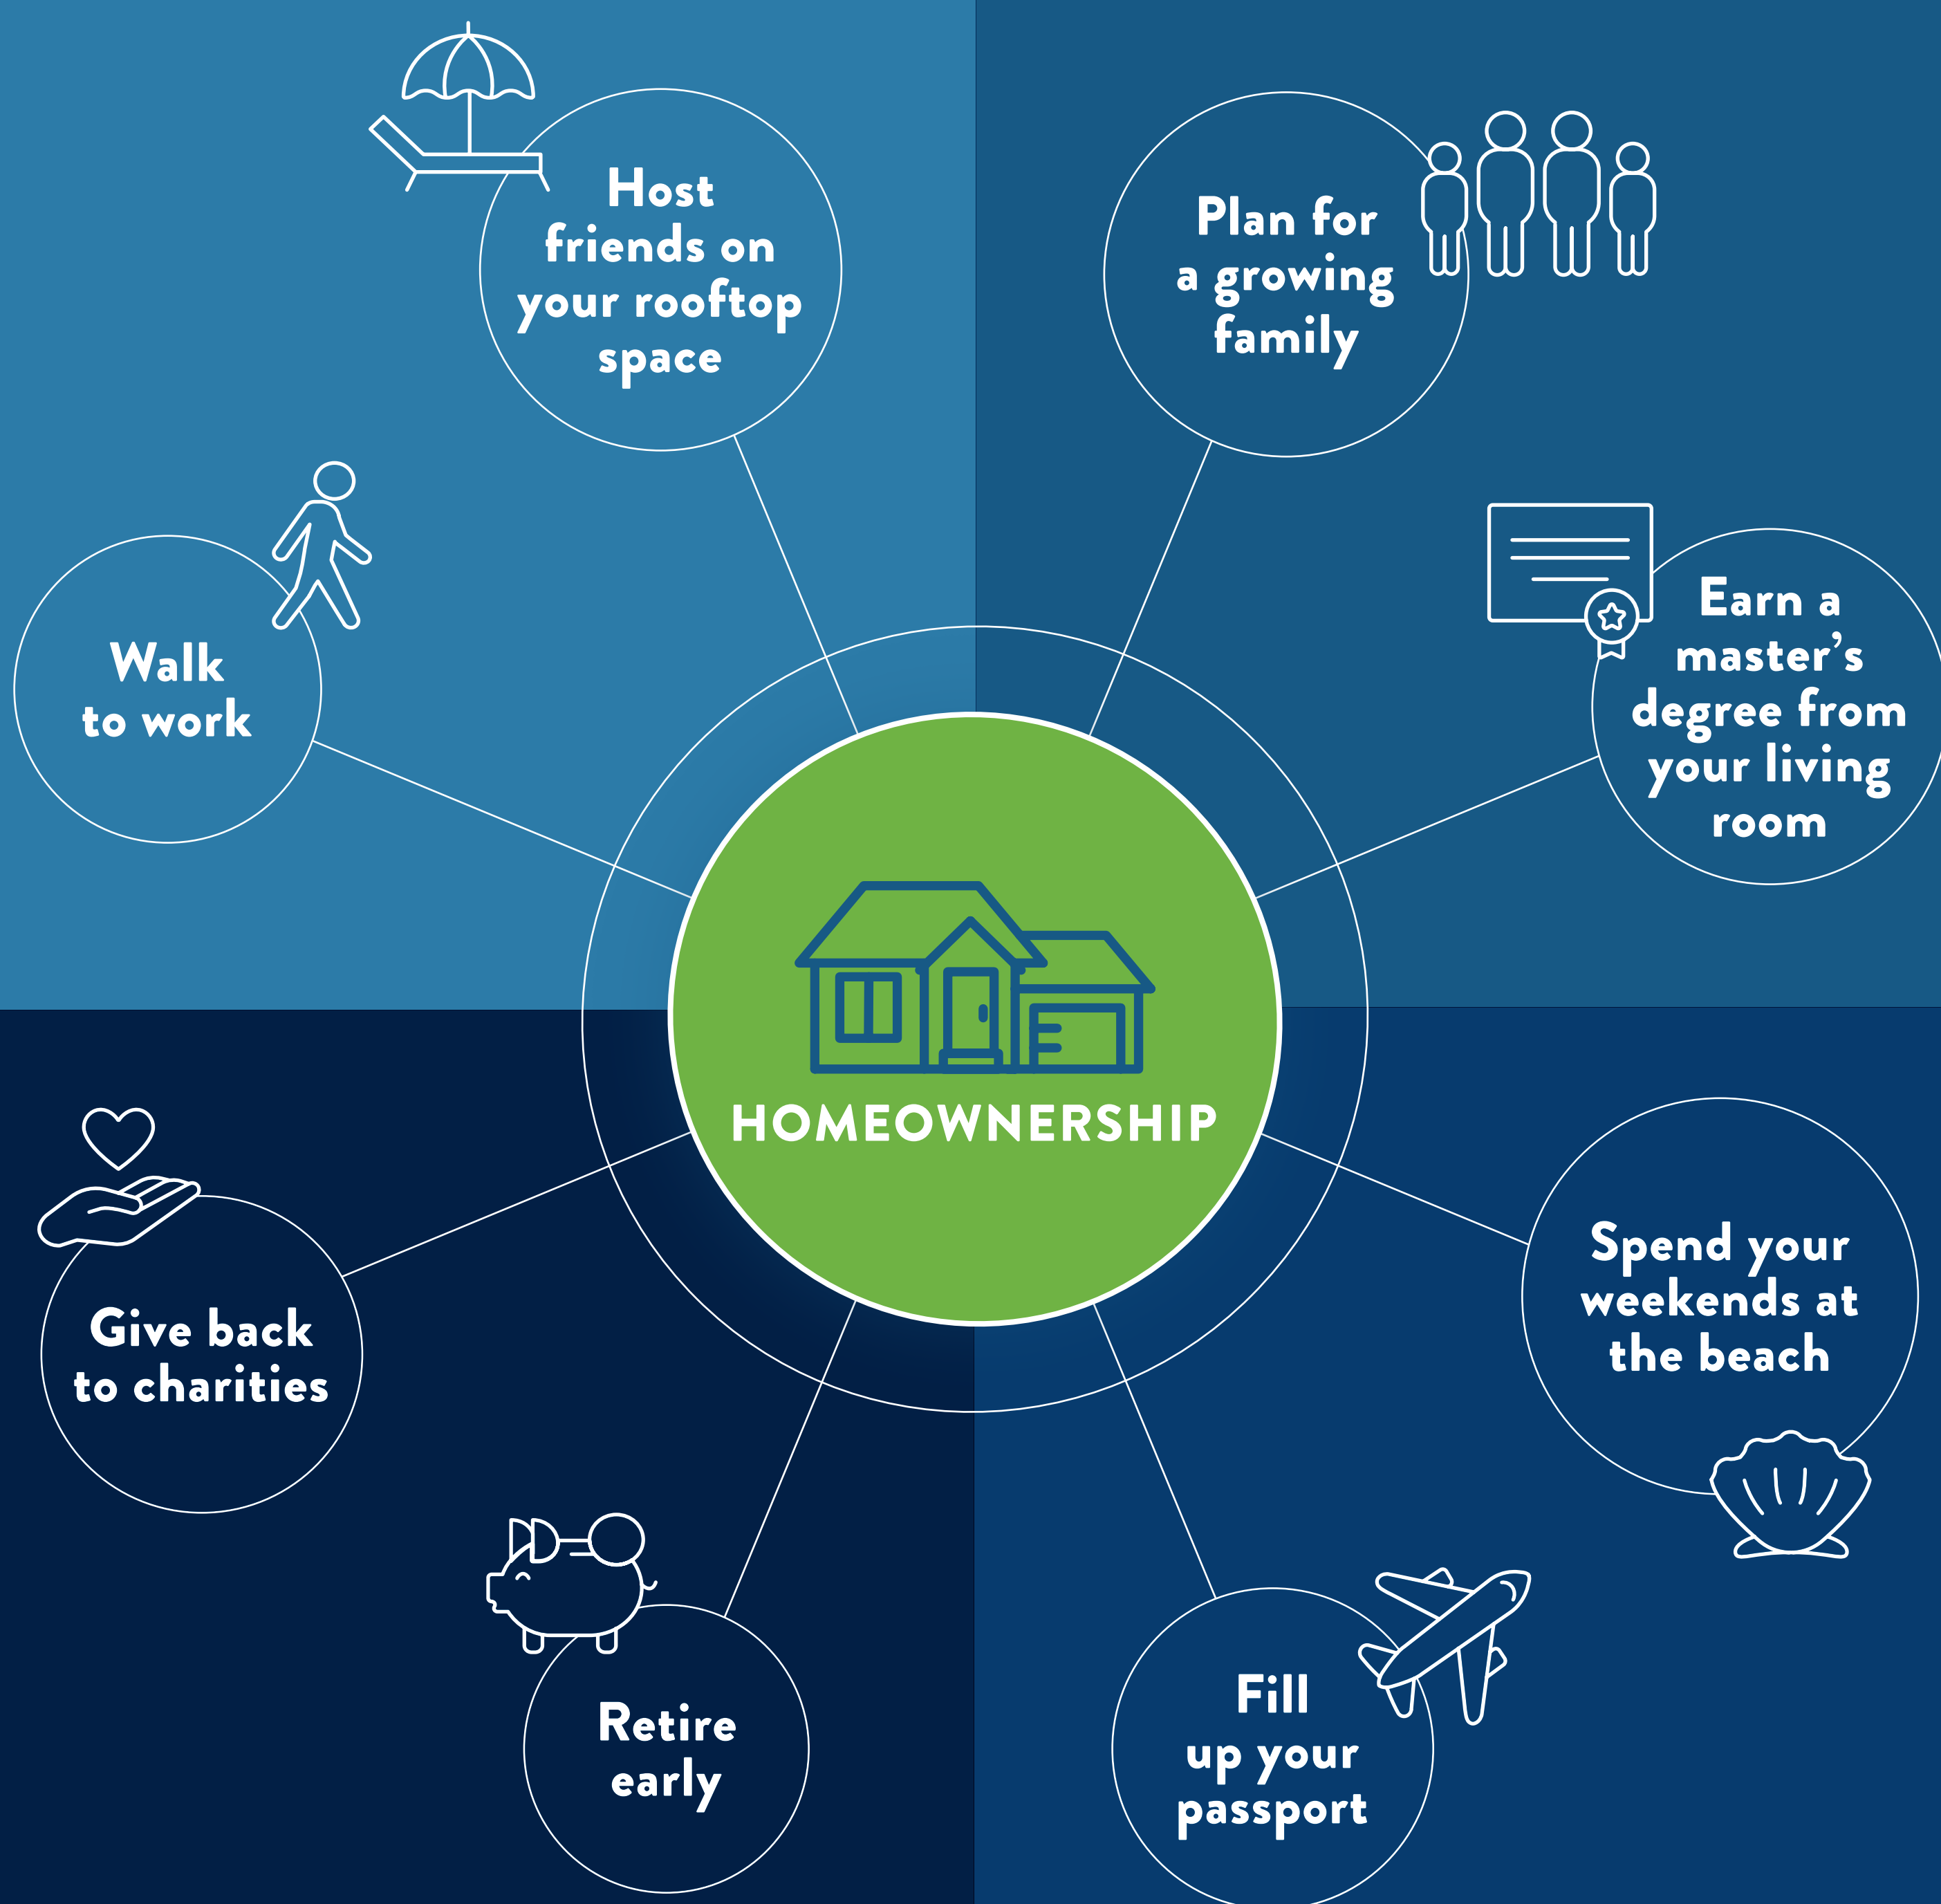 Host
friends on
your rooftop
space
Plan for
a growing
family
Walk
to work
Earn a
master’s
degree from
your living
room
HOMEOWNERSHIP
Give back
to charities
Spend your
weekends at
the beach
Retire
early
Fill
up your
passport